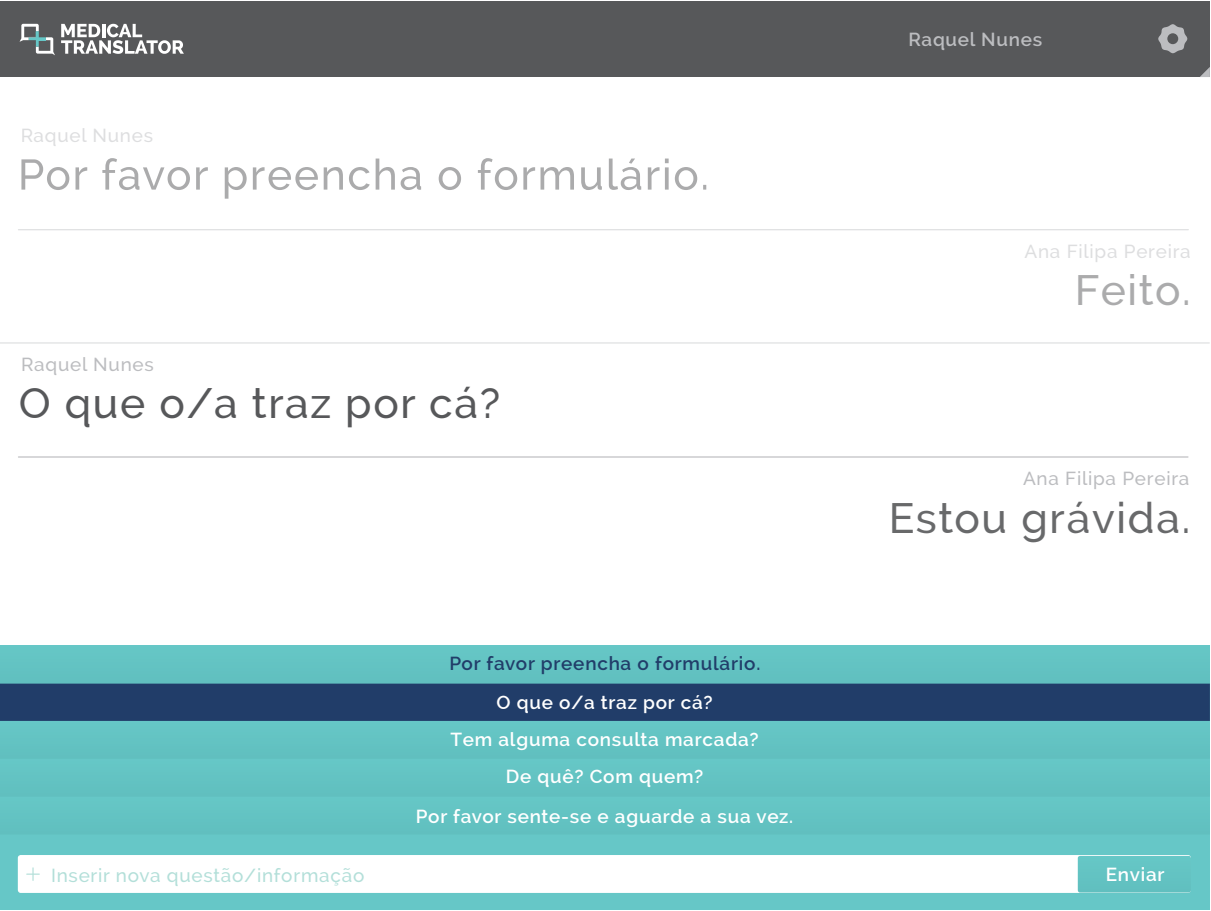 MEDICAL
TRANSLATOR
Raquel Nunes
Raquel Nunes
Por favor preencha o formulário.
Ana Filipa Pereira
Feito.
Raquel Nunes
O que o/a traz por cá?
Ana Filipa Pereira
Estou grávida.
Por favor preencha o formulário.
O que o/a traz por cá?
Tem alguma consulta marcada?
De quê? Com quem?
Por favor sente-se e aguarde a sua vez.
+ Inserir nova questão/informação
Enviar